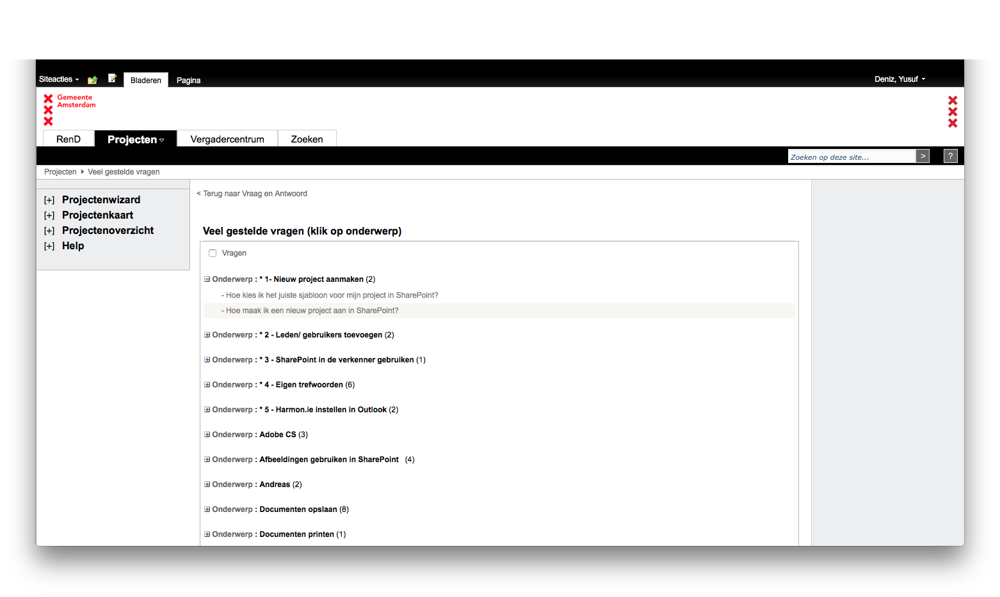 Siteacties
Bladeren
Pagina
Deniz, Yusuf
Gemeente
Amsterdam
RenD
Projecten
Vergadercentrum
Zoeken
Zoeken op deze site...
>
?
Projecten
Veel gestelde vragen
[+] Projectenwizard
[+] Projectenkaart
[+] Projectenoverzicht
[+] Help
< Terug naar Vraag en Antwoord
Veel gestelde vragen (klik op onderwerp)
Vragen
Onderwerp : * 1- Nieuw project aanmaken (2)
- Hoe kies ik het juiste sjabloon voor mijn project in SharePoint?
- Hoe maak ik een nieuw project aan in SharePoint?
Onderwerp : * 2 - Leden/ gebruikers toevoegen (2)
Onderwerp : * 3 - SharePoint in de verkenner gebruiken (1)
Onderwerp : * 4 - Eigen trefwoorden (6)
Onderwerp : * 5 - Harmon.ie instellen in Outlook (2)
Onderwerp : Adobe CS (3)
Onderwerp : Afbeeldingen gebruiken in SharePoint (4)
Onderwerp : Andreas (2)
Onderwerp : Documenten opslaan (8)
Onderwerp : Documenten printen (1)